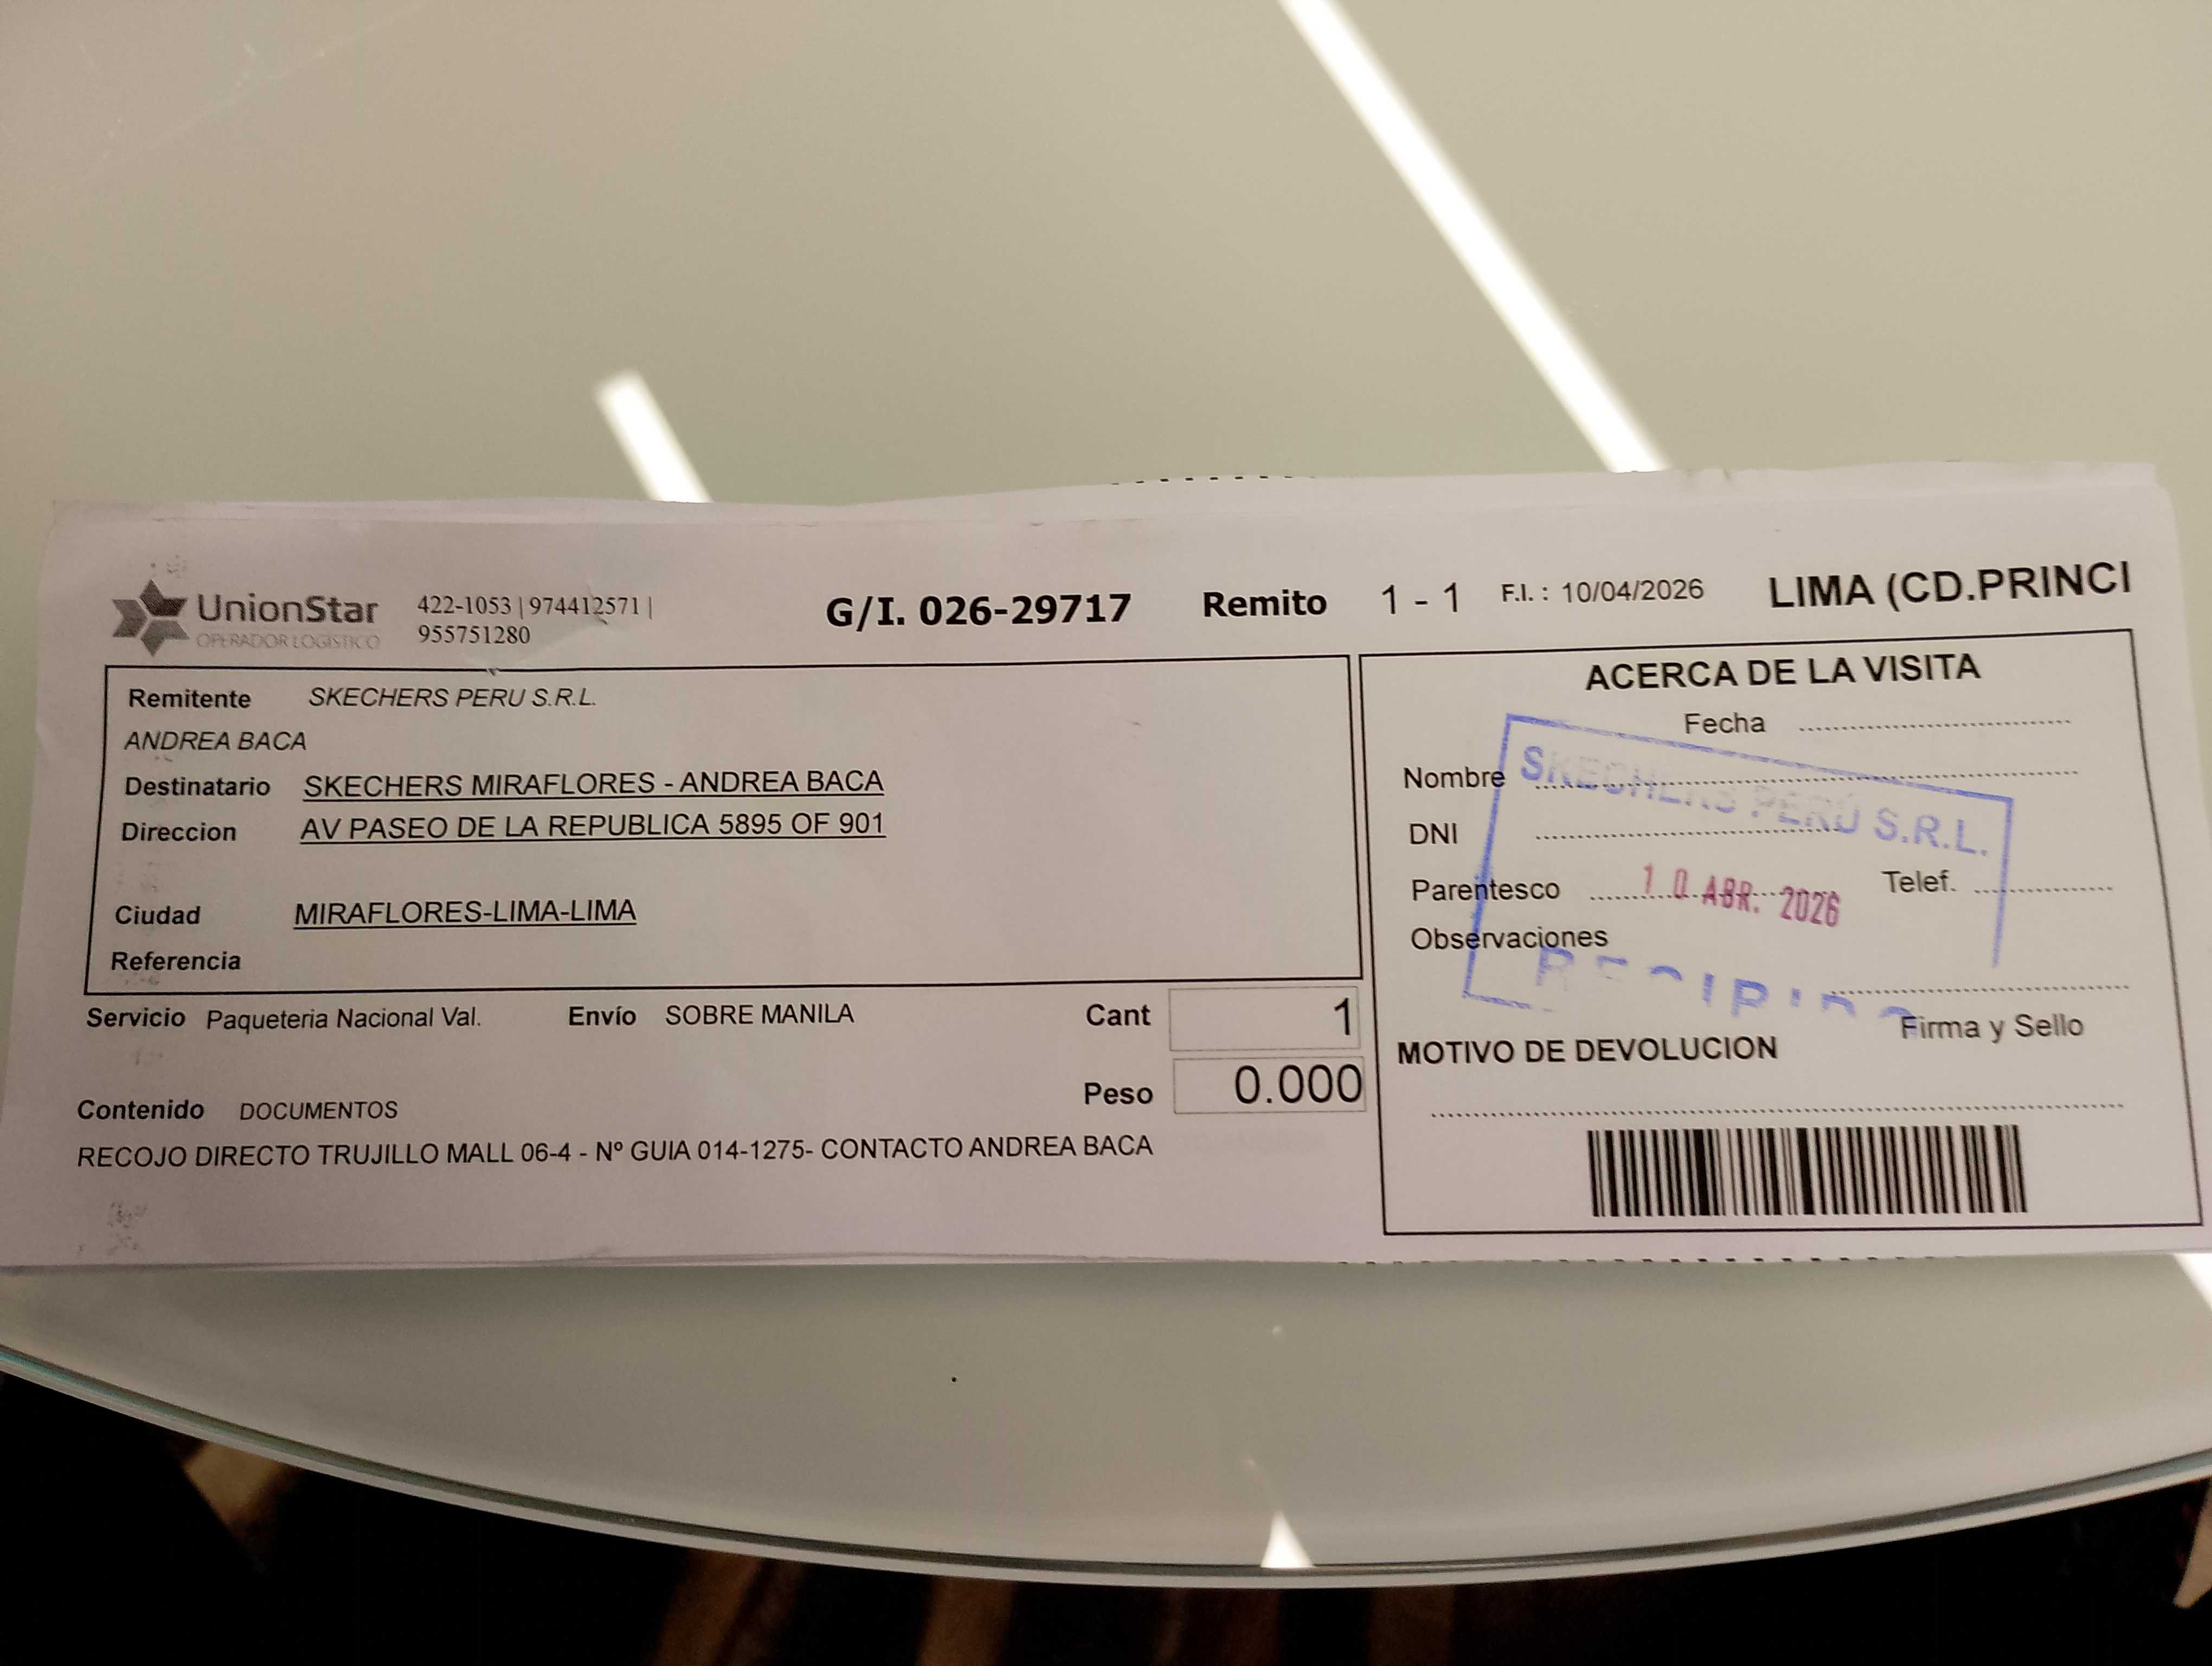 UnionStar
OPERADOR LOGISTICO
422-1053 | 974412571 |
955751280
G/I. 026-29717 Remito 1 - 1 F.I. : 10/04/2026 LIMA (CD.PRINCI
Remitente SKECHERS PERU S.R.L.
ANDREA BACA
Destinatario SKECHERS MIRAFLORES - ANDREA BACA
Direccion AV PASEO DE LA REPUBLICA 5895 OF 901
Ciudad MIRAFLORES-LIMA-LIMA
Referencia
Servicio Paqueteria Nacional Val. Envío SOBRE MANILA Cant 1
Peso 0.000
Contenido DOCUMENTOS
RECOJO DIRECTO TRUJILLO MALL 06-4 - Nº GUIA 014-1275- CONTACTO ANDREA BACA
ACERCA DE LA VISITA
Fecha
Nombre
DNI
Parentesco Telef.
Observaciones
Firma y Sello
MOTIVO DE DEVOLUCION
SKECHERS PERÚ S.R.L.
10 ABR. 2026
RECIBIDO